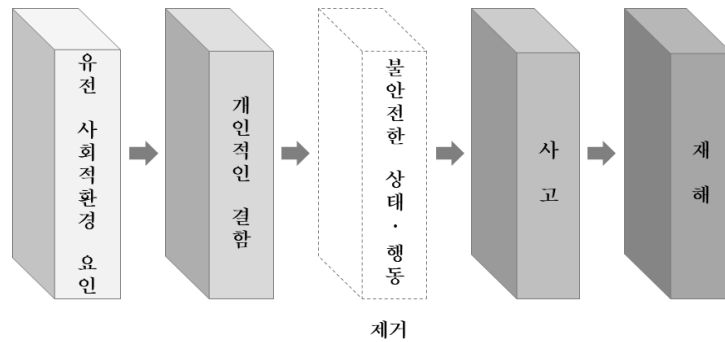 유전 사회적환경 요인
개인적인 결함
불안전한 상태·행동
사고
재해
제거